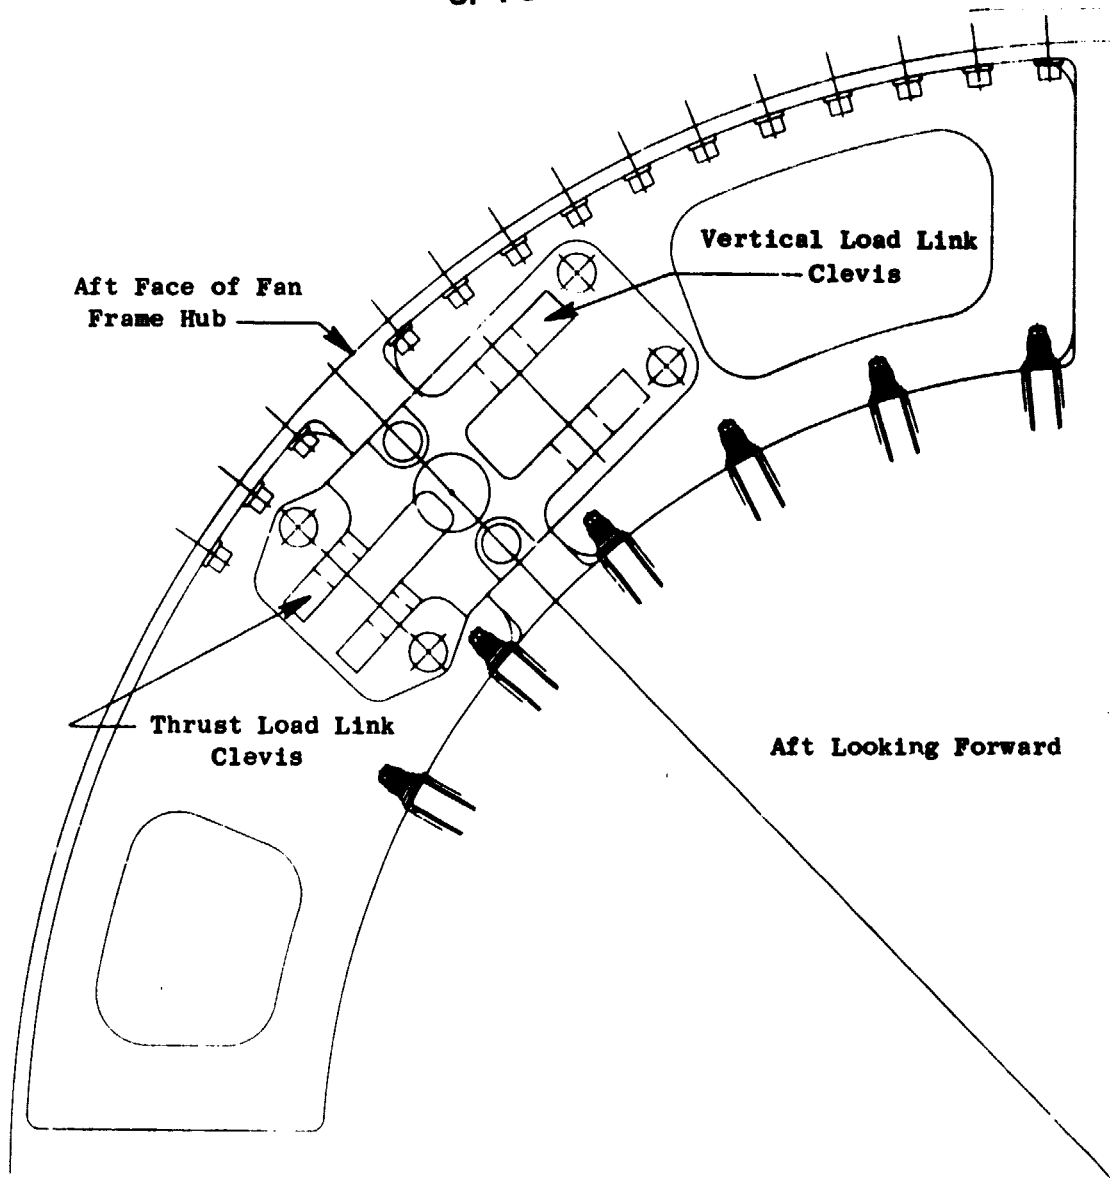 Vertical Load Link
Clevis
Aft Face of Fan
Frame Hub
Thrust Load Link
Clevis
Aft Looking Forward